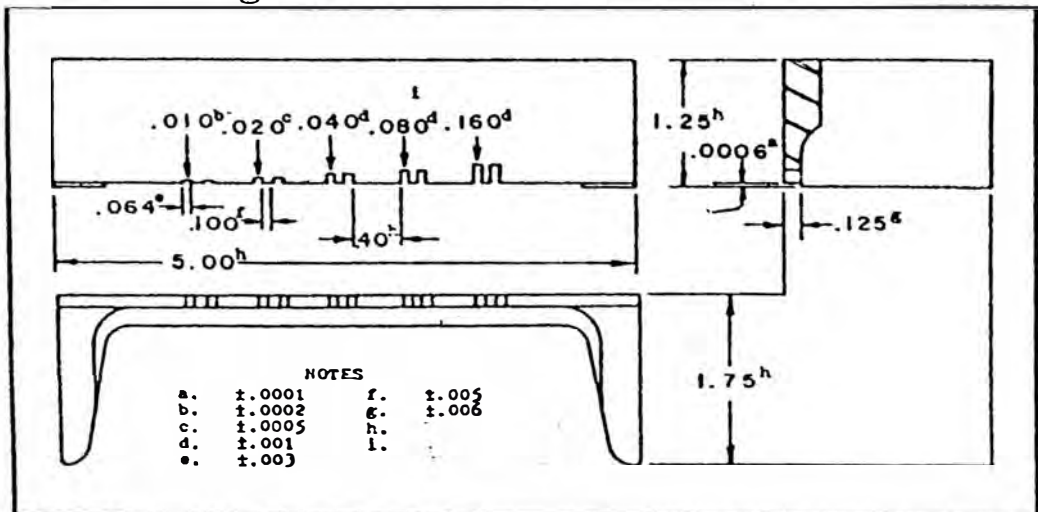 i
.010ᵇ .020ᶜ .040ᵈ .080ᵈ .160ᵈ
1.25ʰ
.0006ᵃ
.064ᵉ
.100ᶠ
.40ʰ
.125ᵍ
5.00ʰ
1.75ʰ
NOTES
a. ±.0001 f. ±.005
b. ±.0002 g. ±.006
c. ±.0005 h.
d. ±.001 i.
e. ±.003